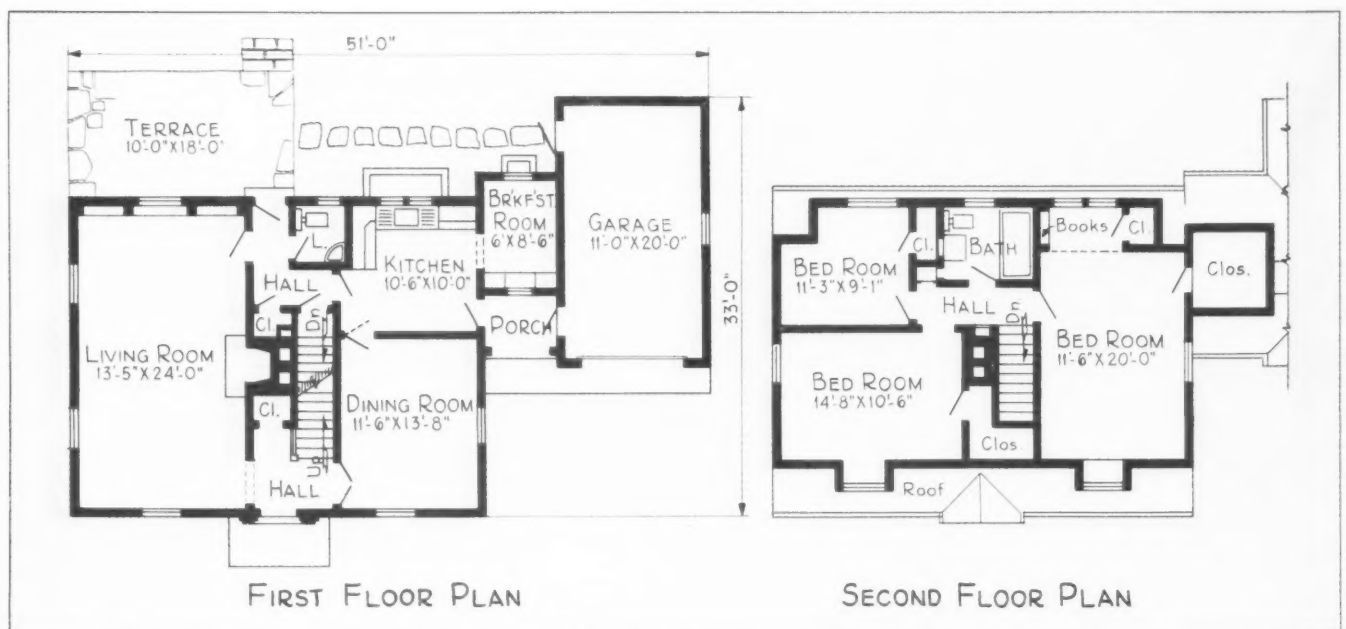 51'-0"
TERRACE
10'-0"X18'-0"
BR'KF'ST.
ROOM
6'X8'-6"
GARAGE
11'-0"X20'-0"
L.
KITCHEN
10'-6"X10'-0"
HALL
Cl.
Dn
PORCH
33'-0"
LIVING ROOM
13'-5"X24'-0"
Cl.
DINING ROOM
11'-6"X13'-8"
Up
HALL
FIRST FLOOR PLAN
Books
Cl.
Cl.
BATH
BED ROOM
11'-3"X9'-1"
Clos.
HALL
Dn
BED ROOM
11'-6"X20'-0"
BED ROOM
14'-8"X10'-6"
Clos.
Roof
SECOND FLOOR PLAN